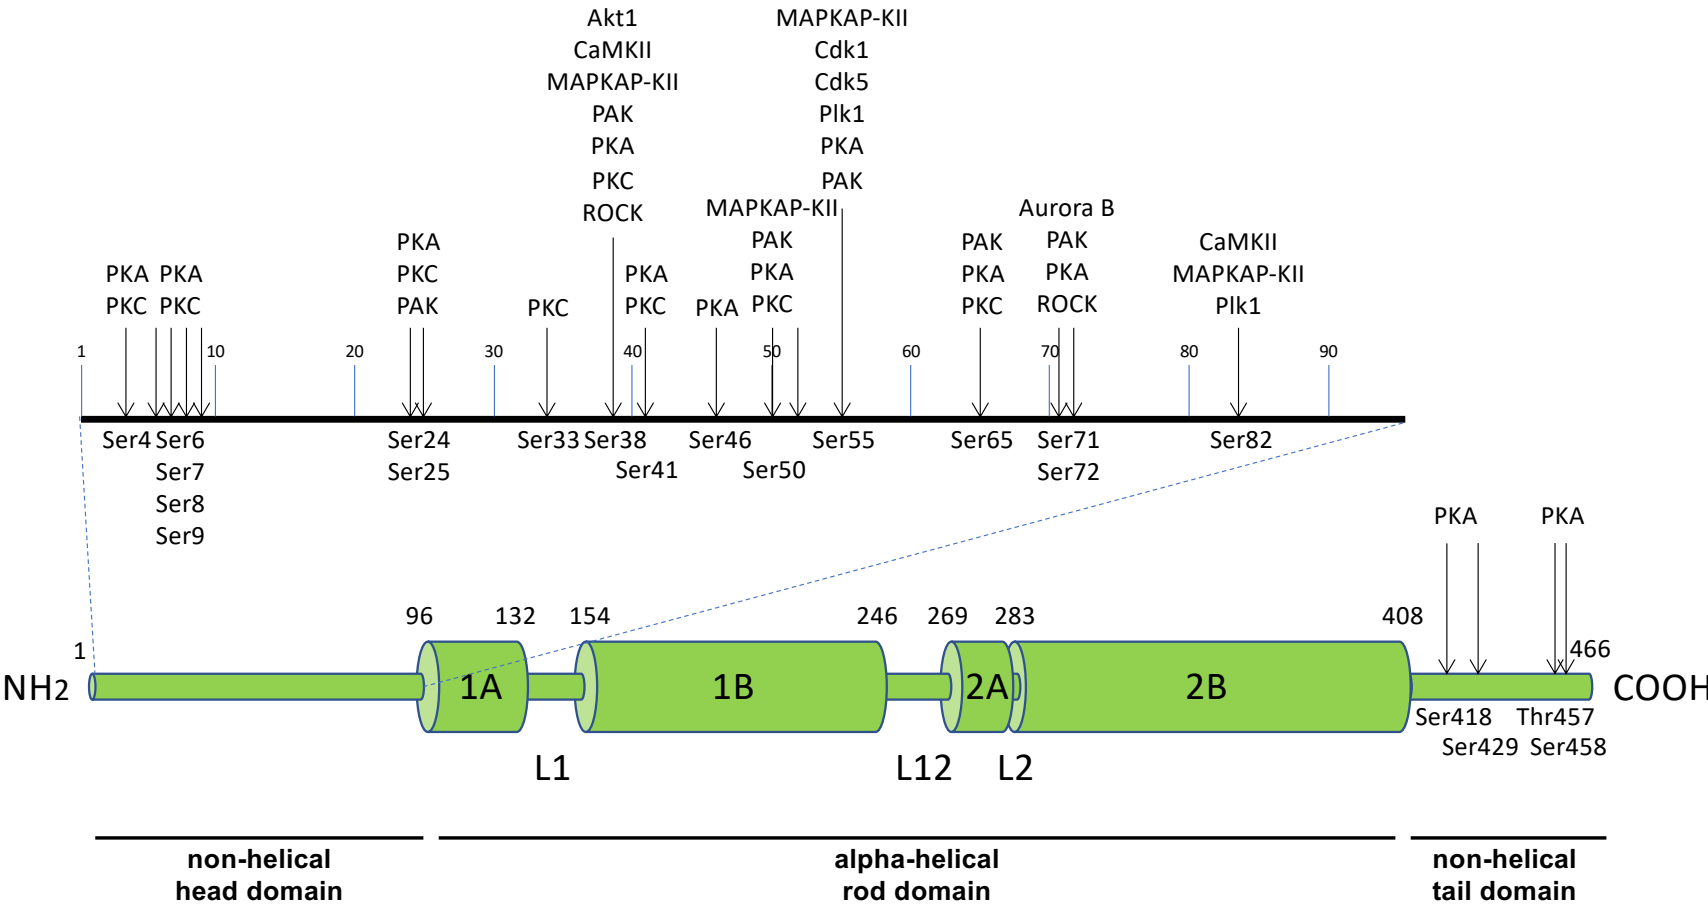 Akt1
CaMKII
MAPKAP-KII
PAK
PKA
PKC
ROCK
MAPKAP-KII
Cdk1
Cdk5
Plk1
PKA
PAK
PKA
PKC
PKA
PKC
PKA
PKC
PAK
PKC
PKA
PKC
PKA
MAPKAP-KII
PAK
PKA
PKC
PAK
PKA
PKC
Aurora B
PAK
PKA
ROCK
CaMKII
MAPKAP-KII
Plk1
1 10 20 30 40 50 60 70 80 90
Ser4 Ser6 Ser24 Ser33 Ser38 Ser46 Ser55 Ser65 Ser71 Ser82
Ser7 Ser25 Ser41 Ser50 Ser72
Ser8
Ser9
PKA PKA
96 132 154 246 269 283 408
1 466
NH2 1A 1B 2A 2B COOH
Ser418 Thr457
Ser429 Ser458
L1 L12 L2
non-helical
head domain
alpha-helical
rod domain
non-helical
tail domain